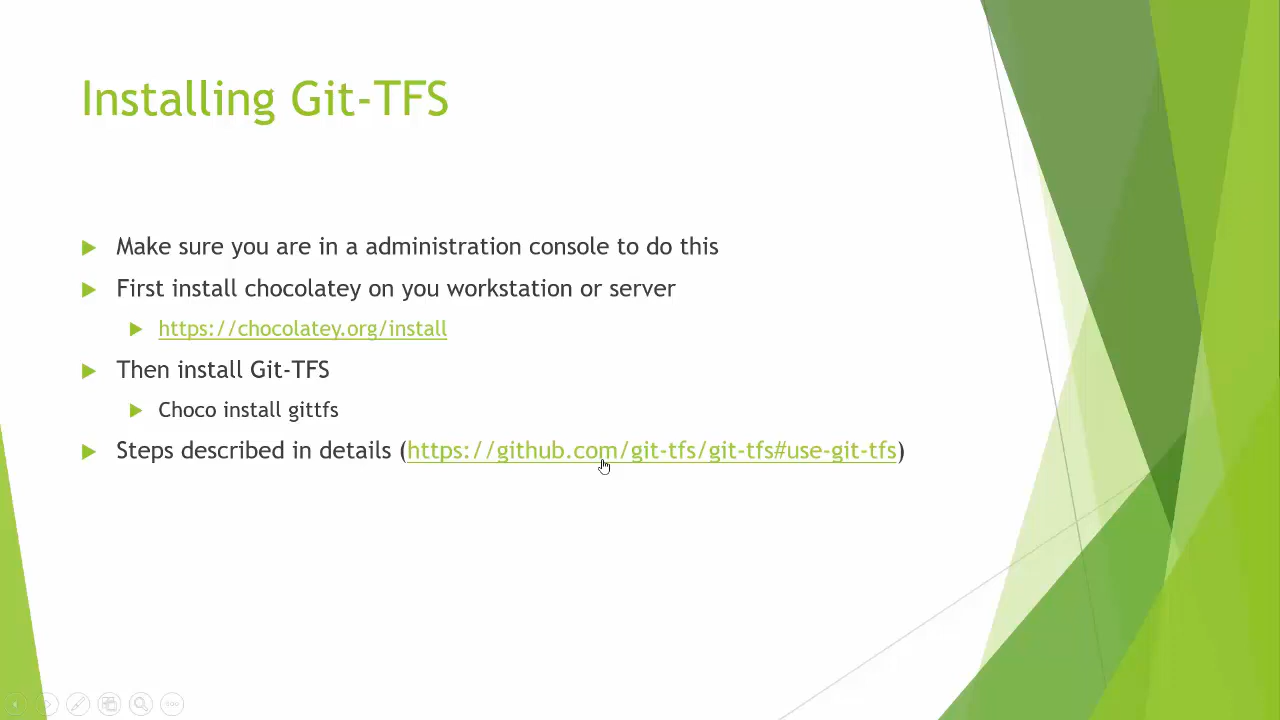 Installing Git-TFS
Make sure you are in a administration console to do this
First install chocolatey on you workstation or server
https://chocolatey.org/install
Then install Git-TFS
Choco install gittfs
Steps described in details (https://github.com/git-tfs/git-tfs#use-git-tfs)